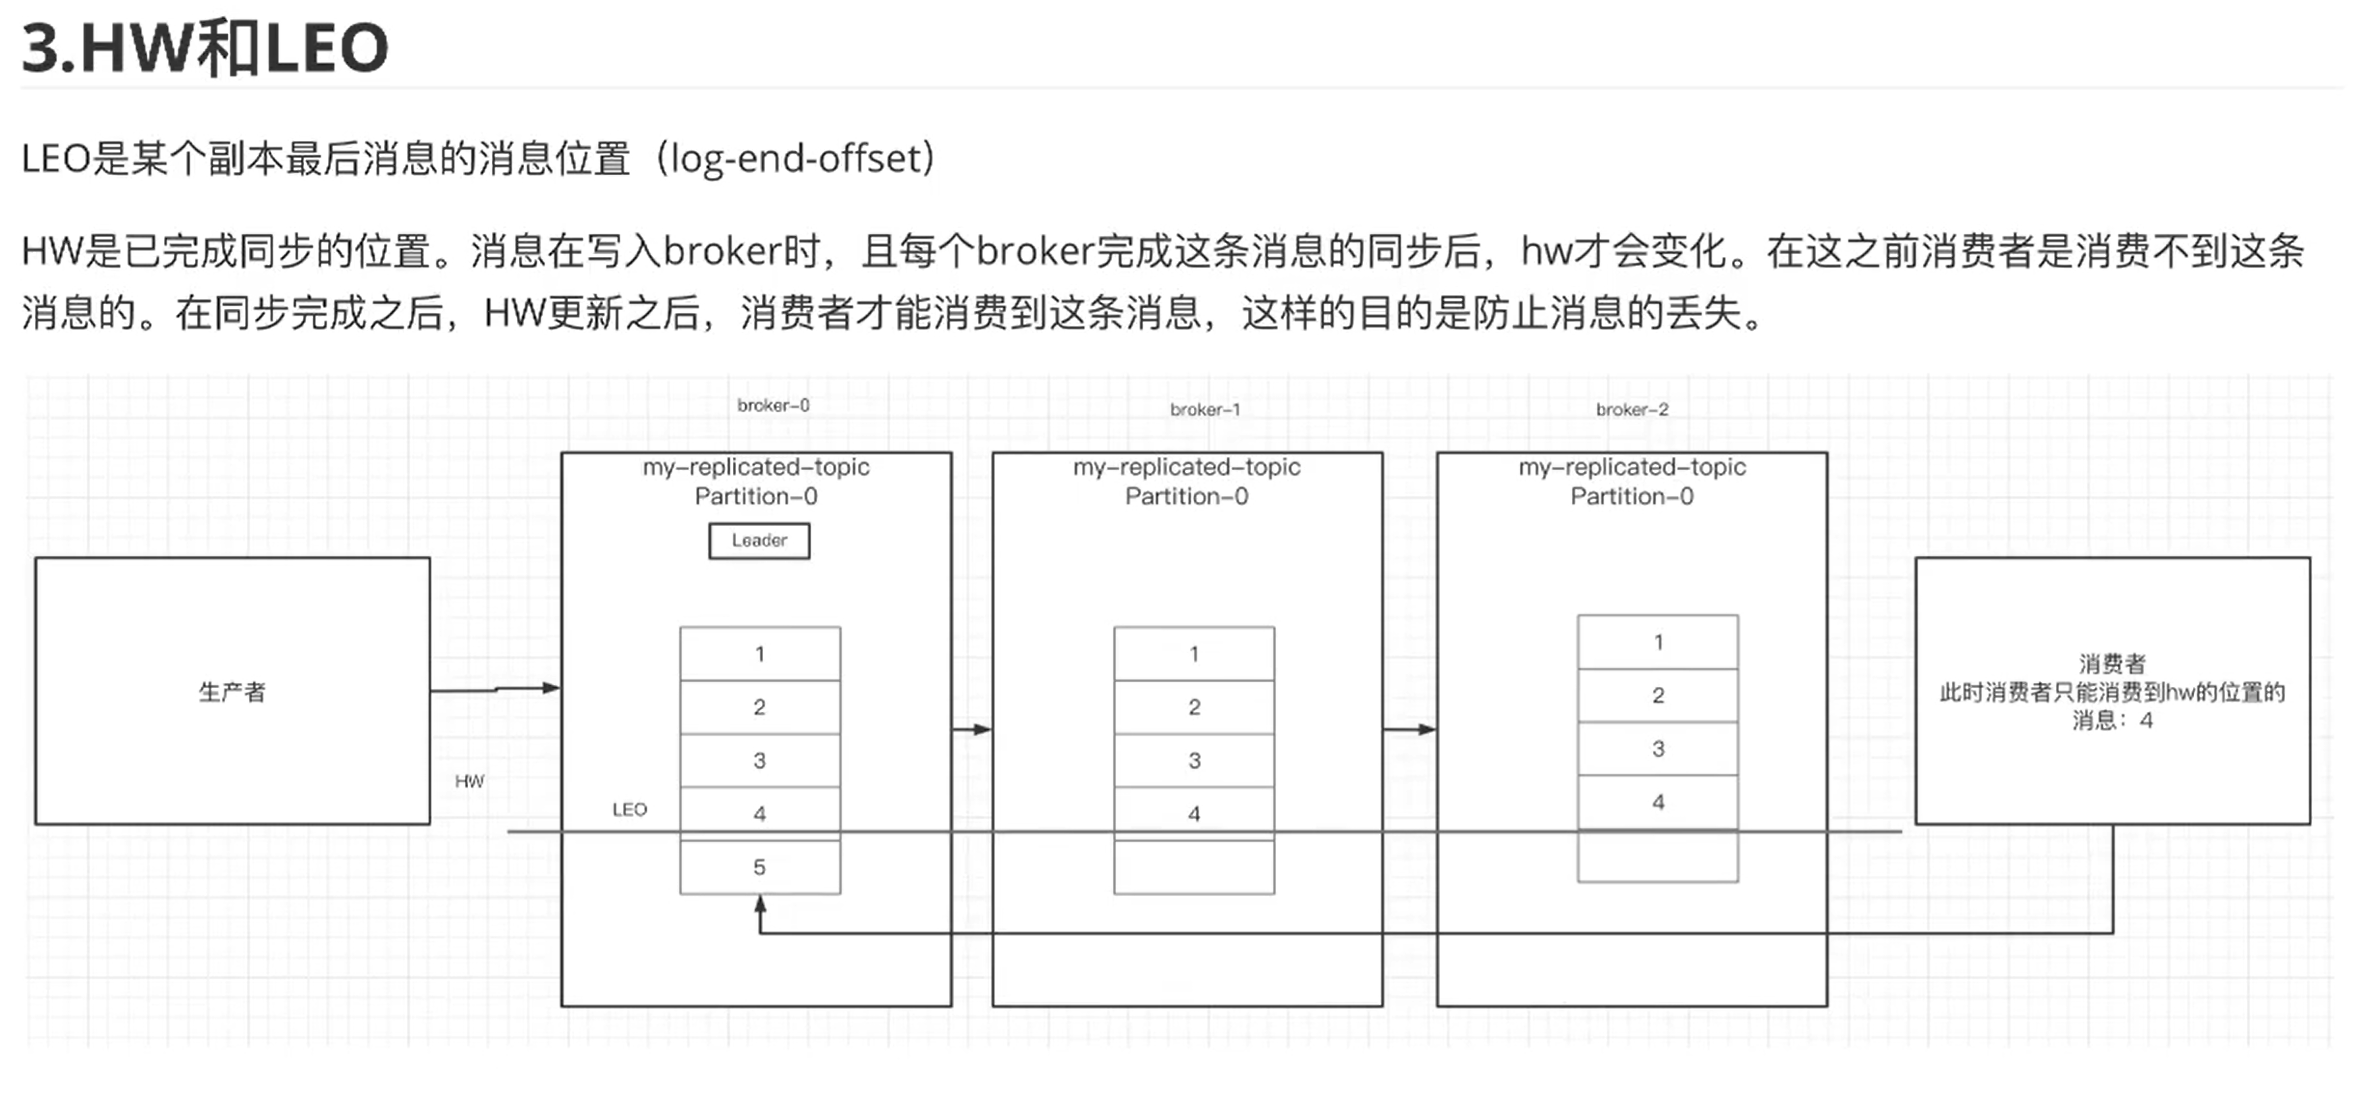 3.HW和LEO
LEO是某个副本最后消息的消息位置（log-end-offset）
HW是已完成同步的位置。消息在写入broker时，且每个broker完成这条消息的同步后，hw才会变化。在这之前消费者是消费不到这条
消息的。在同步完成之后，HW更新之后，消费者才能消费到这条消息，这样的目的是防止消息的丢失。
broker-0
broker-1
broker-2
my-replicated-topic
Partition-0
Leader
1
2
3
4
5
my-replicated-topic
Partition-0
1
2
3
4
my-replicated-topic
Partition-0
1
2
3
4
生产者
HW
LEO
消费者
此时消费者只能消费到hw的位置的
消息：4